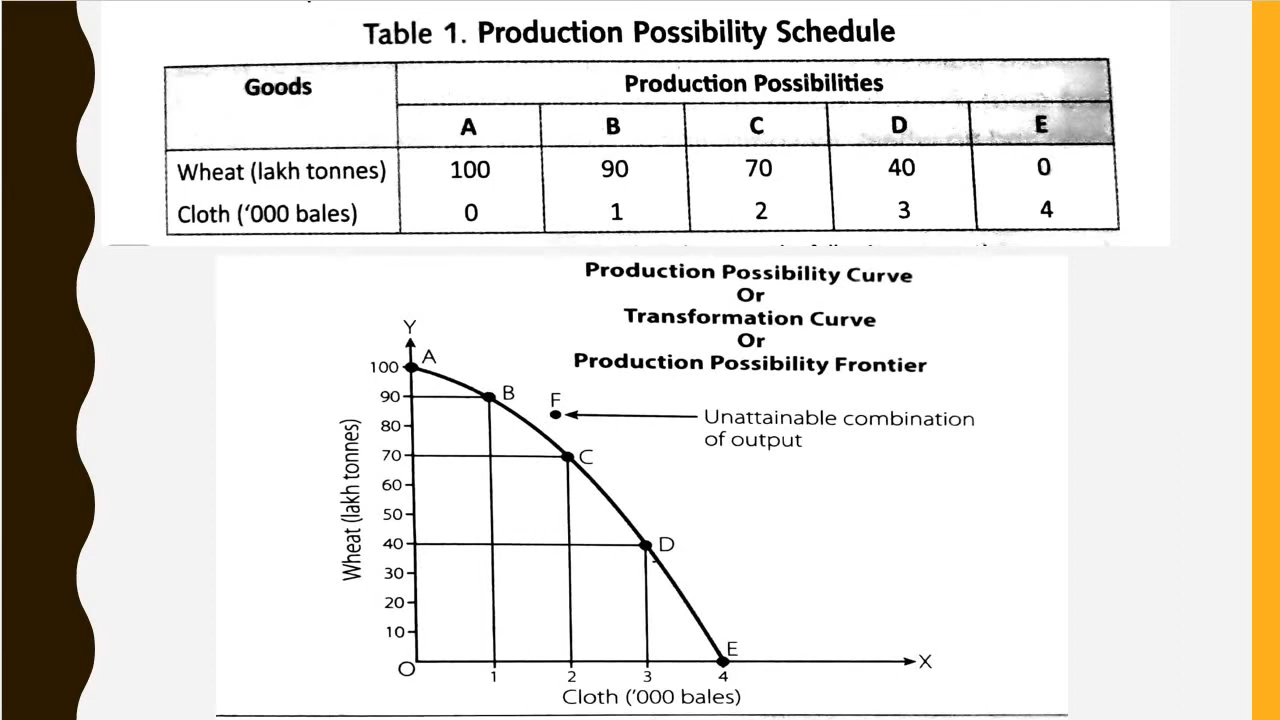 Table 1. Production Possibility Schedule
Goods
Production Possibilities
A B C D E
Wheat (lakh tonnes) 100 90 70 40 0
Cloth (‘000 bales) 0 1 2 3 4
Production Possibility Curve
Or
Transformation Curve
Or
Production Possibility Frontier
Y
100
A
90
B
F
80
Unattainable combination
of output
70
C
60
50
40
D
30
20
10
E
O
X
1 2 3 4
Wheat (lakh tonnes)
Cloth (’000 bales)